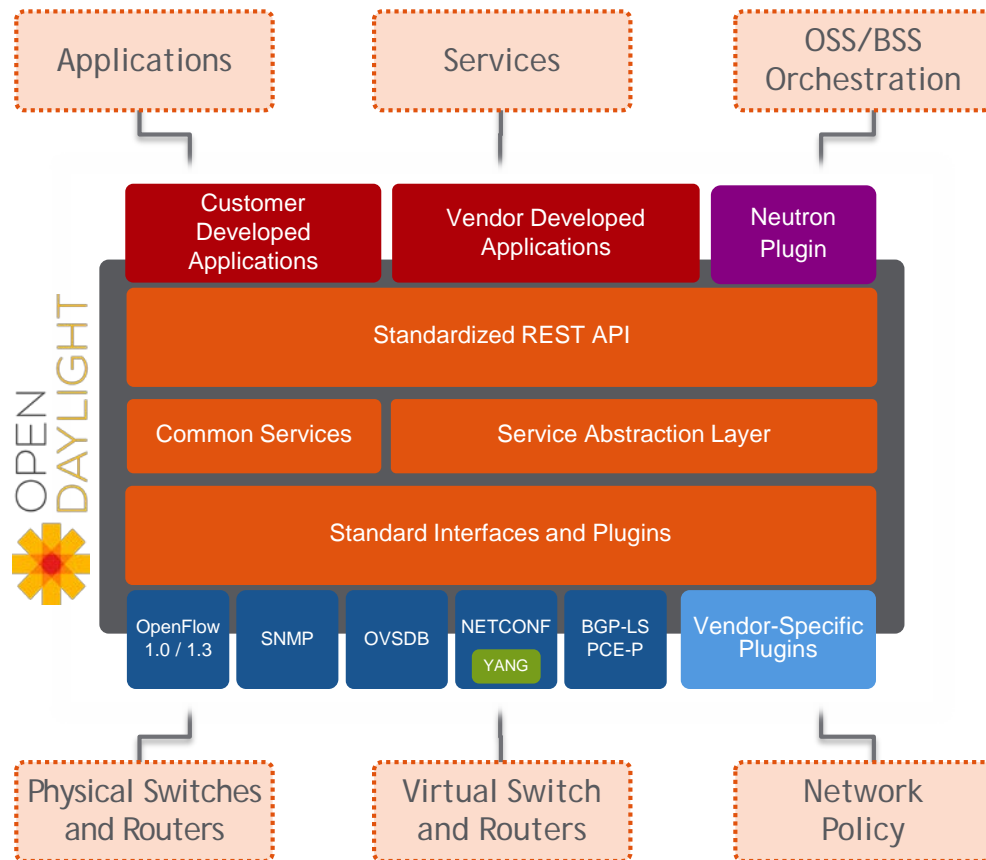 Applications
Services
OSS/BSS
Orchestration
Customer
Developed
Applications
Vendor Developed
Applications
Neutron
Plugin
Standardized REST API
OPEN
DAYLIGHT
Common Services
Service Abstraction Layer
Standard Interfaces and Plugins
OpenFlow
1.0 / 1.3
SNMP
OVSDB
NETCONF
YANG
BGP-LS
PCE-P
Vendor-Specific
Plugins
Physical Switches
and Routers
Virtual Switch
and Routers
Network
Policy